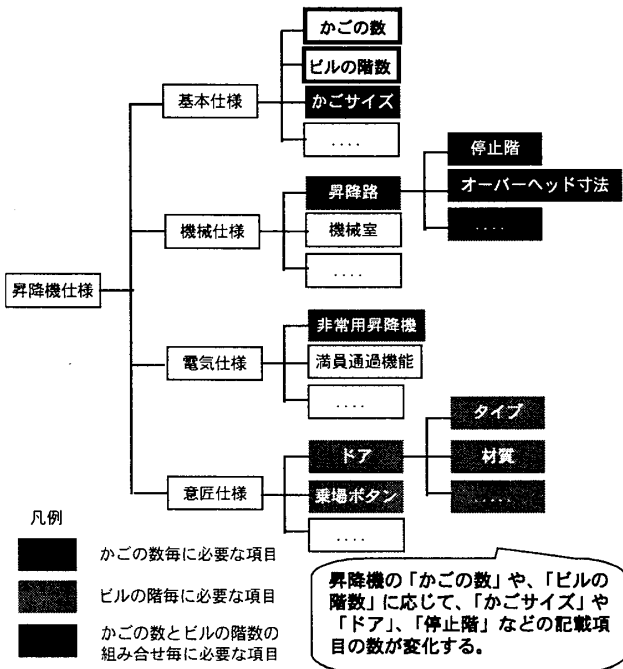 かごの数
ビルの階数
基本仕様
かごサイズ
....
停止階
昇降路
オーバーヘッド寸法
機械仕様
機械室
....
....
昇降機仕様
非常用昇降機
電気仕様
満員通過機能
....
タイプ
ドア
材質
意匠仕様
乗場ボタン
.....
....
凡例
かごの数毎に必要な項目
ビルの階毎に必要な項目
かごの数とビルの階数の
組み合せ毎に必要な項目
昇降機の「かごの数」や、「ビルの
階数」に応じて、「かごサイズ」や
「ドア」、「停止階」などの記載項
目の数が変化する。